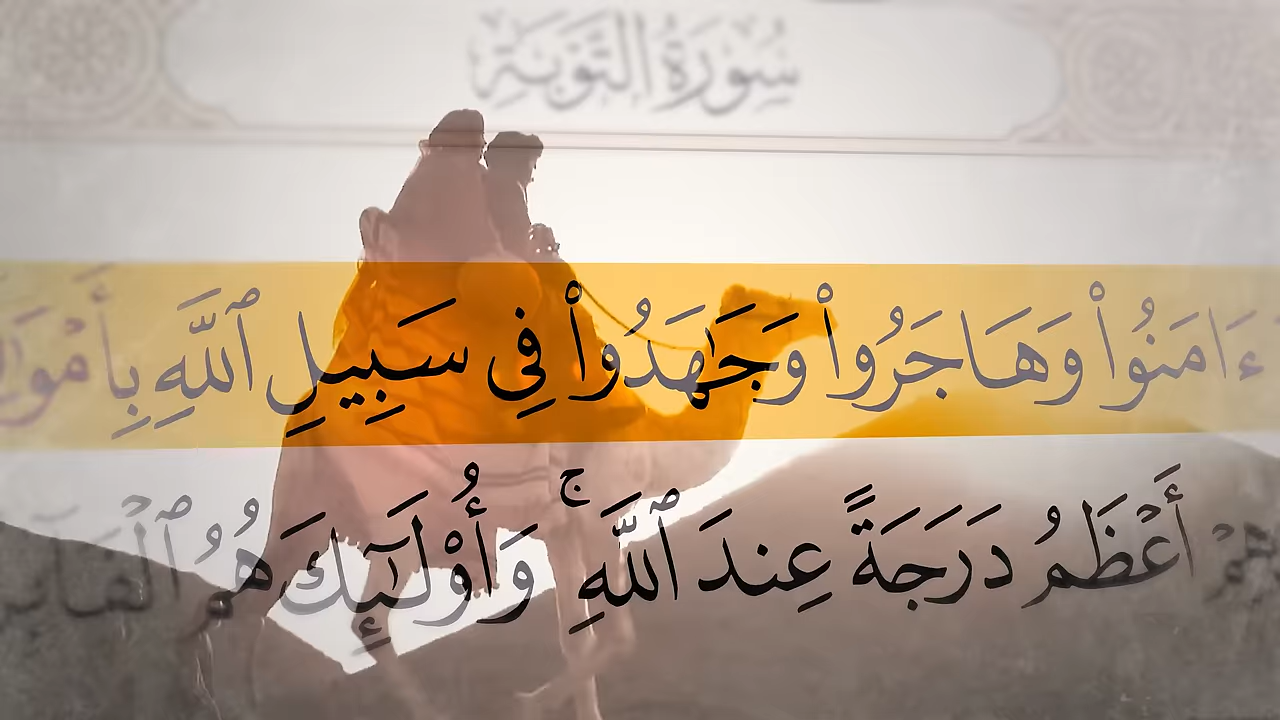 سُورَةُ التَّوْبَةِ
ءَامَنُوا۟ وَهَاجَرُوا۟ وَجَٰهَدُوا۟ فِى سَبِيلِ ٱللَّهِ
أَعْظَمُ دَرَجَةً عِندَ ٱللَّهِ ۚ وَأُو۟لَٰٓئِكَ هُمُ